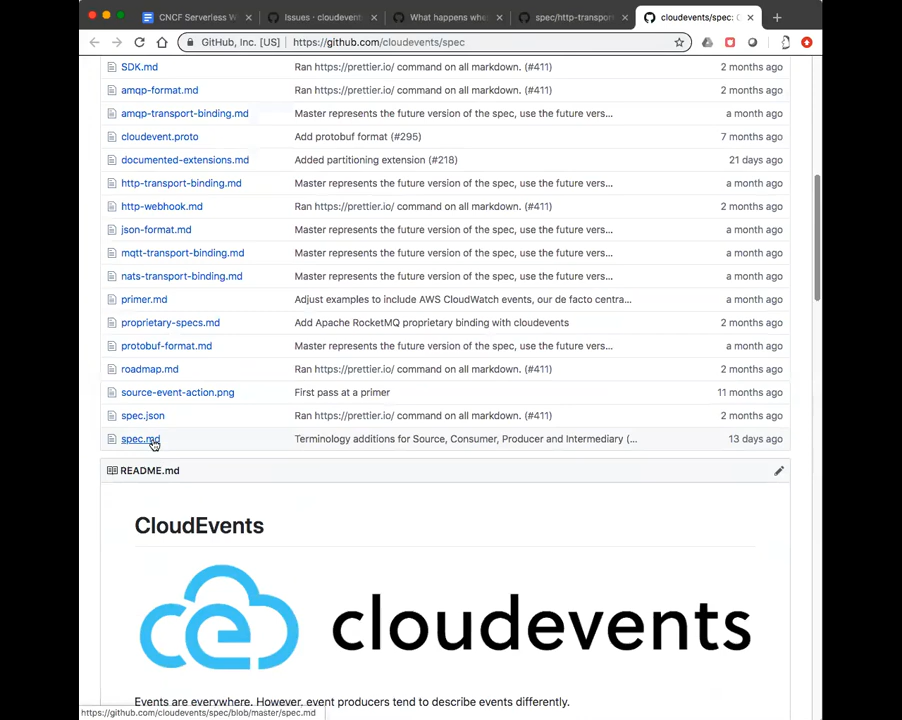 CNCF Serverless W
Issues · cloudevent
What happens whe
spec/http-transpor
cloudevents/spec: C
GitHub, Inc. [US]
https://github.com/cloudevents/spec
SDK.md Ran https://prettier.io/ command on all markdown. (#411) 2 months ago
amqp-format.md Ran https://prettier.io/ command on all markdown. (#411) 2 months ago
amqp-transport-binding.md Master represents the future version of the spec, use the future vers... a month ago
cloudevent.proto Add protobuf format (#295) 7 months ago
documented-extensions.md Added partitioning extension (#218) 21 days ago
http-transport-binding.md Master represents the future version of the spec, use the future vers... a month ago
http-webhook.md Ran https://prettier.io/ command on all markdown. (#411) 2 months ago
json-format.md Master represents the future version of the spec, use the future vers... a month ago
mqtt-transport-binding.md Master represents the future version of the spec, use the future vers... a month ago
nats-transport-binding.md Master represents the future version of the spec, use the future vers... a month ago
primer.md Adjust examples to include AWS CloudWatch events, our de facto centra... a month ago
proprietary-specs.md Add Apache RocketMQ proprietary binding with cloudevents 2 months ago
protobuf-format.md Master represents the future version of the spec, use the future vers... a month ago
roadmap.md Ran https://prettier.io/ command on all markdown. (#411) 2 months ago
source-event-action.png First pass at a primer 11 months ago
spec.json Ran https://prettier.io/ command on all markdown. (#411) 2 months ago
spec.md Terminology additions for Source, Consumer, Producer and Intermediary (... 13 days ago
README.md
CloudEvents
ce cloudevents
Events are everywhere. However, event producers tend to describe events differently.
https://github.com/cloudevents/spec/blob/master/spec.md